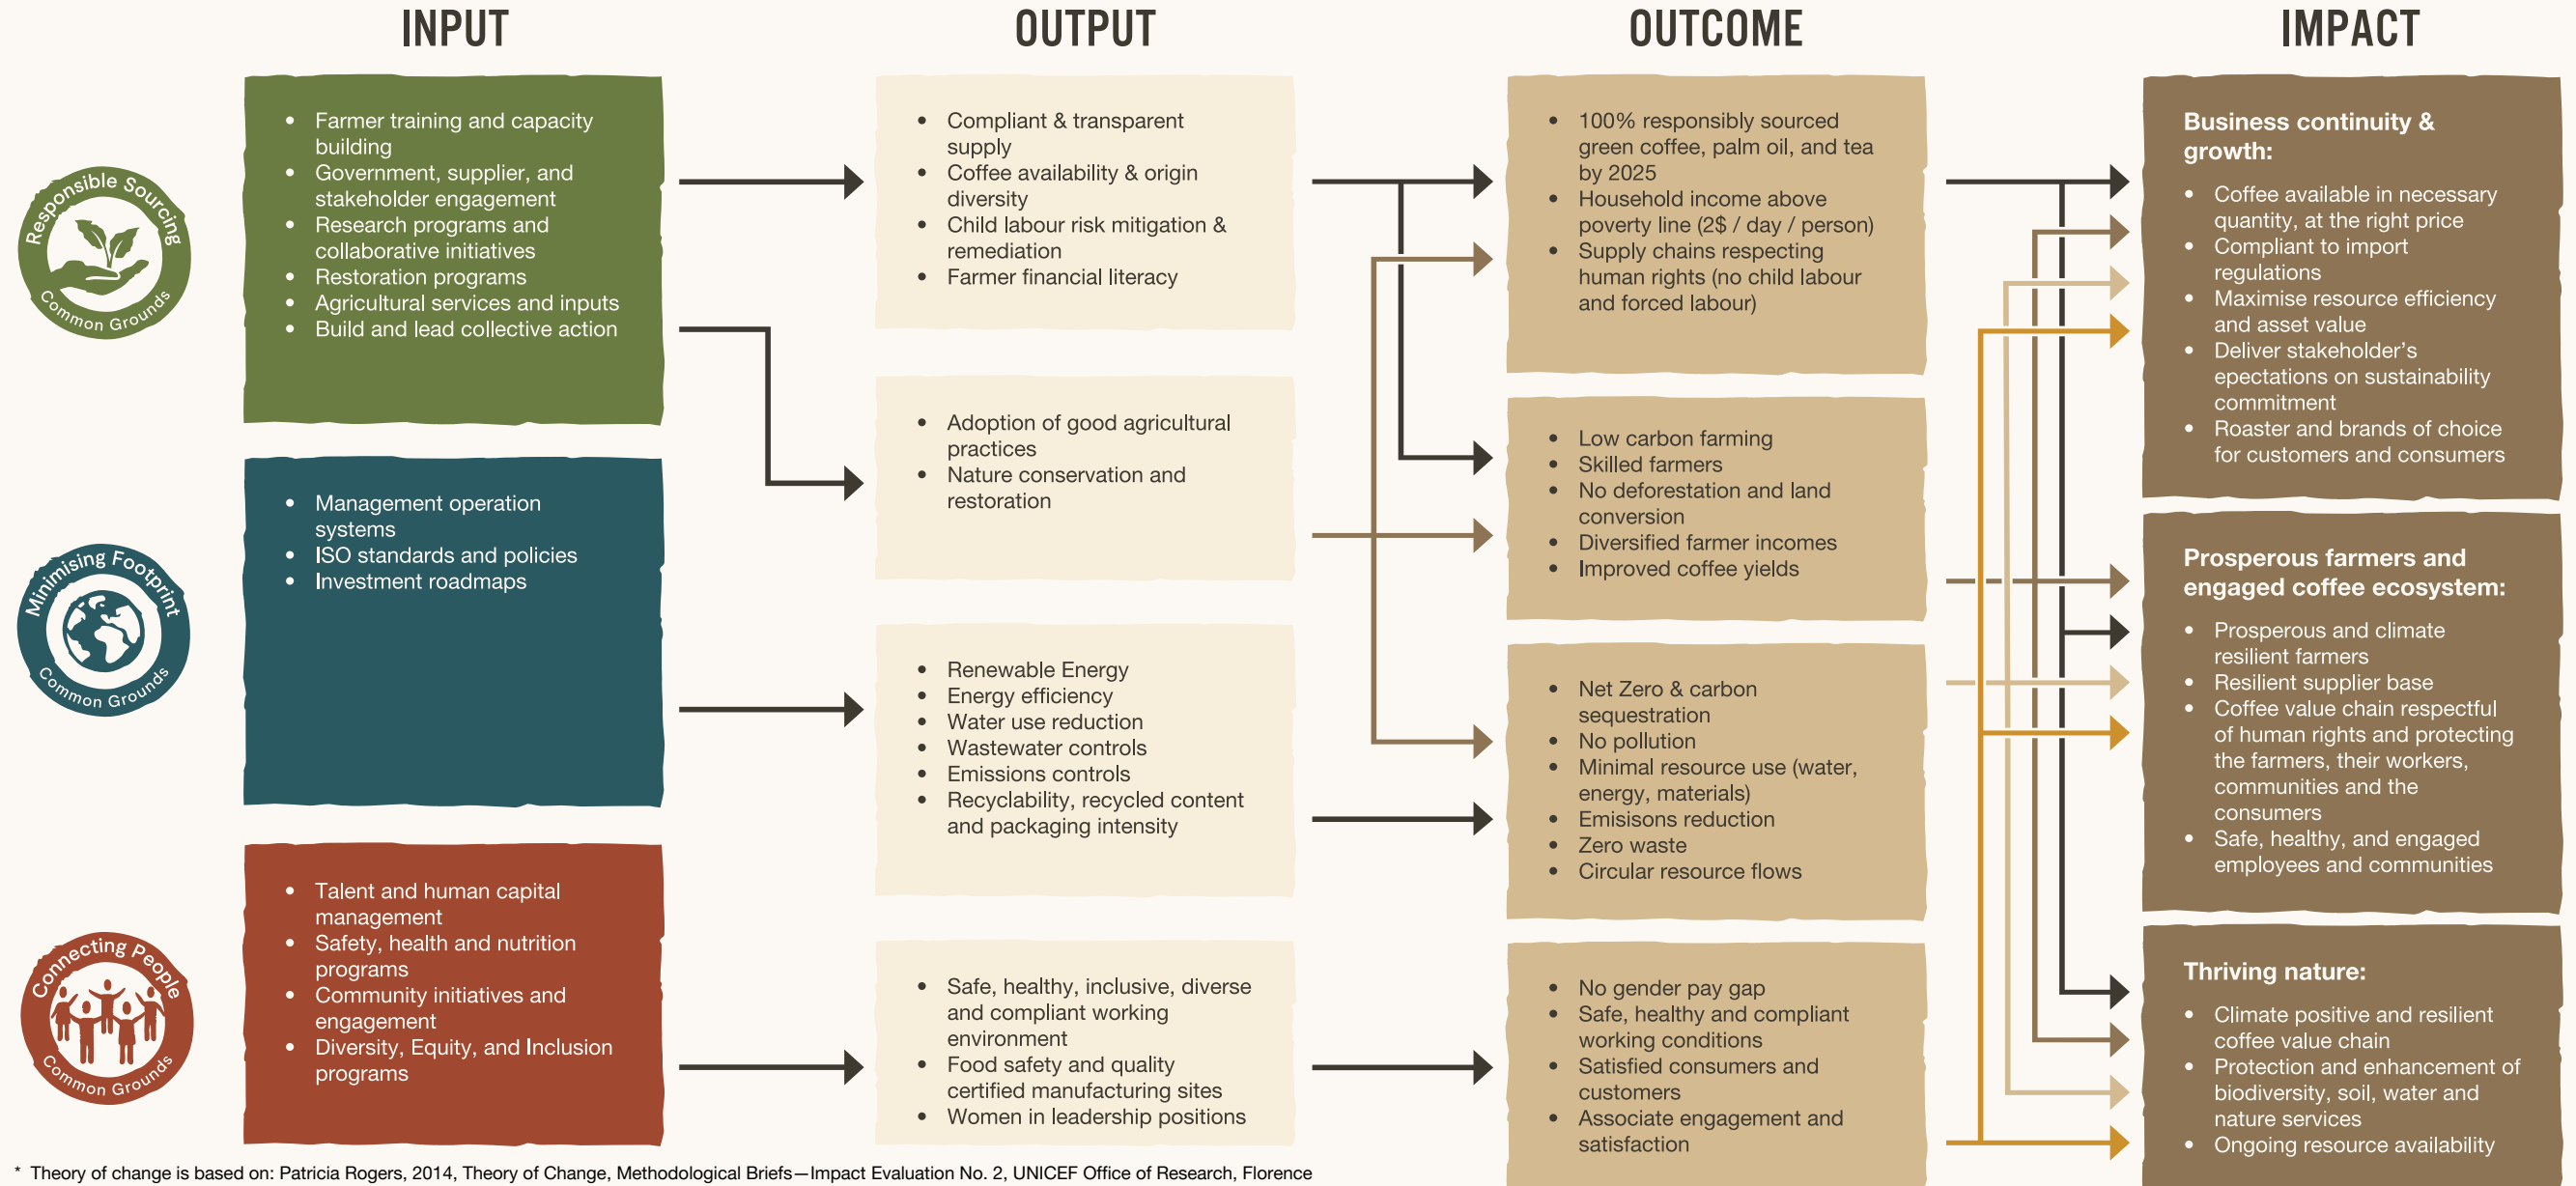 INPUT
OUTPUT
OUTCOME
IMPACT
Responsible Sourcing
Common Grounds
• Farmer training and capacity
building
• Government, supplier, and
stakeholder engagement
• Research programs and
collaborative initiatives
• Restoration programs
• Agricultural services and inputs
• Build and lead collective action
Minimising Footprint
Common Grounds
• Management operation
systems
• ISO standards and policies
• Investment roadmaps
Connecting People
Common Grounds
• Talent and human capital
management
• Safety, health and nutrition
programs
• Community initiatives and
engagement
• Diversity, Equity, and Inclusion
programs
• Compliant & transparent
supply
• Coffee availability & origin
diversity
• Child labour risk mitigation &
remediation
• Farmer financial literacy
• Adoption of good agricultural
practices
• Nature conservation and
restoration
• Renewable Energy
• Energy efficiency
• Water use reduction
• Wastewater controls
• Emissions controls
• Recyclability, recycled content
and packaging intensity
• Safe, healthy, inclusive, diverse
and compliant working
environment
• Food safety and quality
certified manufacturing sites
• Women in leadership positions
• 100% responsibly sourced
green coffee, palm oil, and tea
by 2025
• Household income above
poverty line (2$ / day / person)
• Supply chains respecting
human rights (no child labour
and forced labour)
• Low carbon farming
• Skilled farmers
• No deforestation and land
conversion
• Diversified farmer incomes
• Improved coffee yields
• Net Zero & carbon
sequestration
• No pollution
• Minimal resource use (water,
energy, materials)
• Emisisons reduction
• Zero waste
• Circular resource flows
• No gender pay gap
• Safe, healthy and compliant
working conditions
• Satisfied consumers and
customers
• Associate engagement and
satisfaction
Business continuity &
growth:
• Coffee available in necessary
quantity, at the right price
• Compliant to import
regulations
• Maximise resource efficiency
and asset value
• Deliver stakeholder’s
epectations on sustainability
commitment
• Roaster and brands of choice
for customers and consumers
Prosperous farmers and
engaged coffee ecosystem:
• Prosperous and climate
resilient farmers
• Resilient supplier base
• Coffee value chain respectful
of human rights and protecting
the farmers, their workers,
communities and the
consumers
• Safe, healthy, and engaged
employees and communities
Thriving nature:
• Climate positive and resilient
coffee value chain
• Protection and enhancement of
biodiversity, soil, water and
nature services
• Ongoing resource availability
* Theory of change is based on: Patricia Rogers, 2014, Theory of Change, Methodological Briefs—Impact Evaluation No. 2, UNICEF Office of Research, Florence